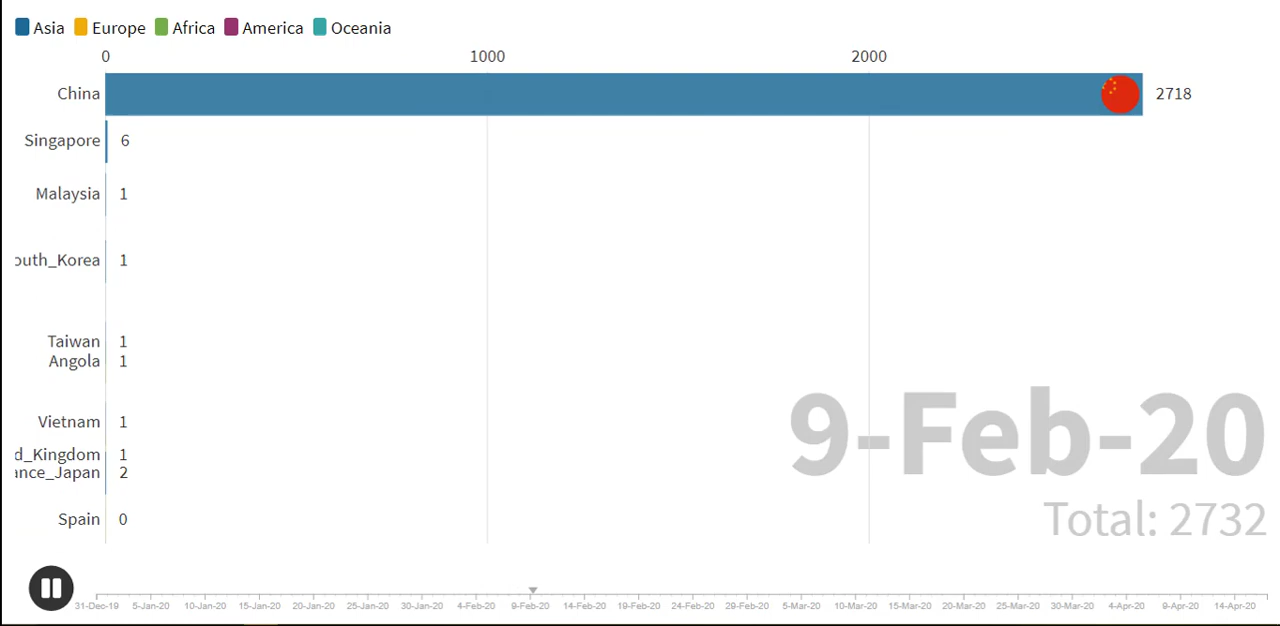 Asia Europe Africa America Oceania
0 1000 2000
China 2718
Singapore 6
Malaysia 1
outh_Korea 1
Taiwan 1
Angola 1
Vietnam 1
d_Kingdom 1
ance_Japan 2
Spain 0
9-Feb-20
Total: 2732
31-Dec-19 5-Jan-20 10-Jan-20 15-Jan-20 20-Jan-20 25-Jan-20 30-Jan-20 4-Feb-20 9-Feb-20 14-Feb-20 19-Feb-20 24-Feb-20 29-Feb-20 5-Mar-20 10-Mar-20 15-Mar-20 20-Mar-20 25-Mar-20 30-Mar-20 4-Apr-20 9-Apr-20 14-Apr-20